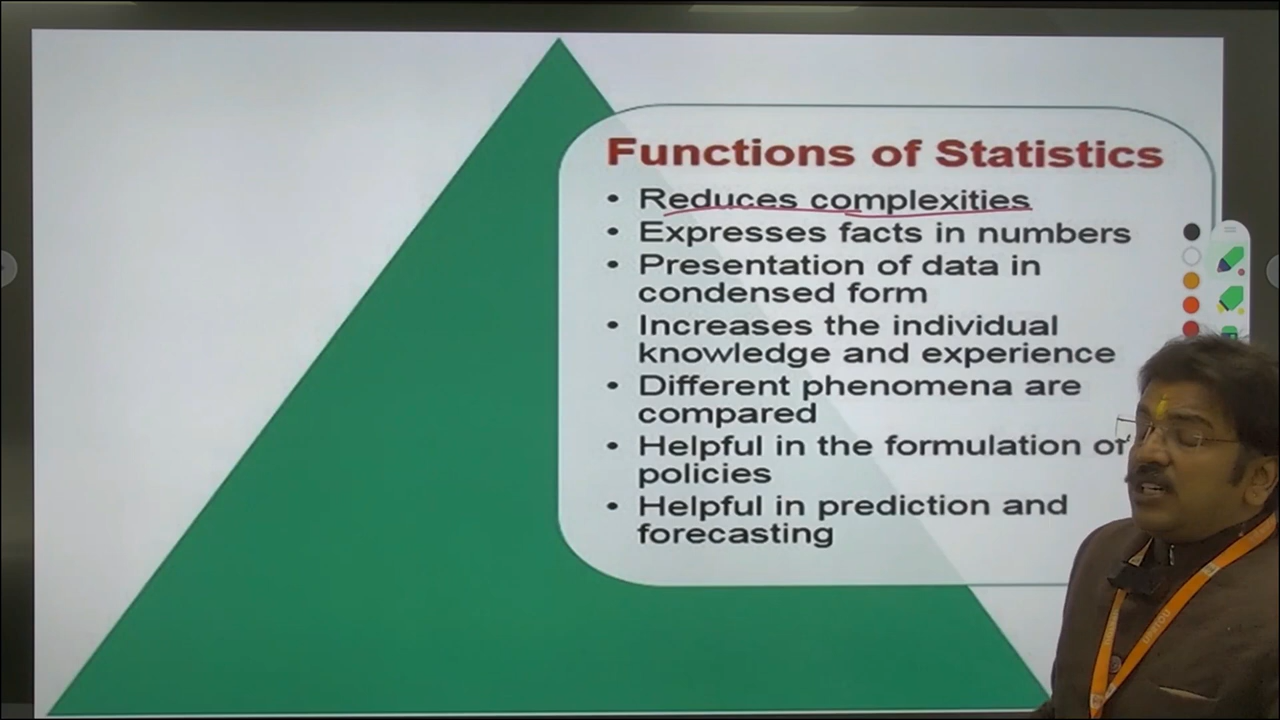 Functions of Statistics
• Reduces complexities
• Expresses facts in numbers
• Presentation of data in
condensed form
• Increases the individual
knowledge and experience
• Different phenomena are
compared
• Helpful in the formulation of
policies
• Helpful in prediction and
forecasting